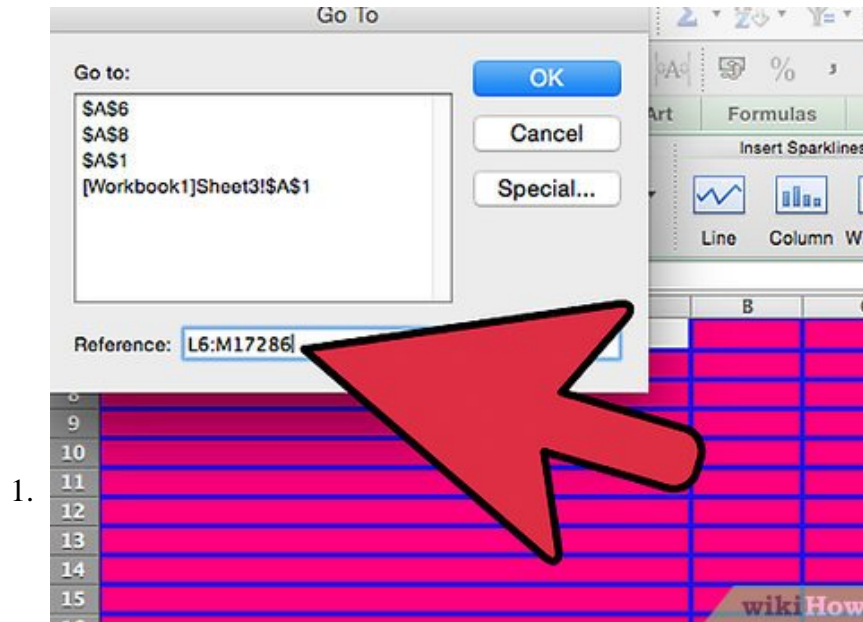 Go To
Go to:
$A$6
$A$8
$A$1
[Workbook1]Sheet3!$A$1
OK
Cancel
Special...
Reference: L6:M17286
%
Formulas
Insert Sparklines
Line Column
B
9
10
11
12
13
14
15
1.
wikiHow